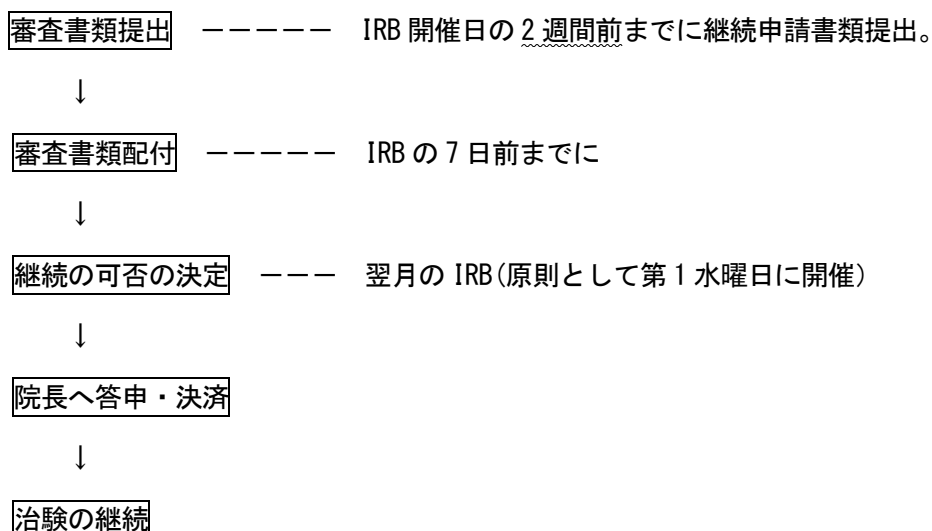 審査書類提出 ーーーーー IRB 開催日の 2 週間前までに継続申請書類提出。
↓
審査書類配付 ーーーーー IRB の 7 日前までに
↓
継続の可否の決定 ーーー 翌月の IRB(原則として第 1 水曜日に開催)
↓
院長へ答申・決済
↓
治験の継続